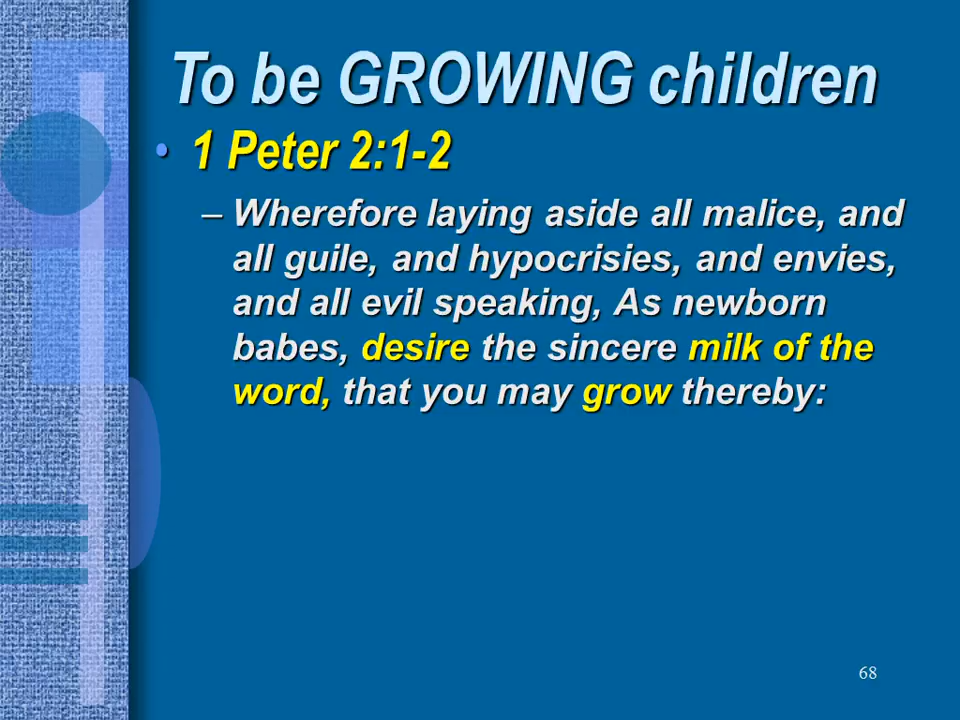 To be GROWING children
• 1 Peter 2:1-2
– Wherefore laying aside all malice, and
all guile, and hypocrisies, and envies,
and all evil speaking, As newborn
babes, desire the sincere milk of the
word, that you may grow thereby:
68